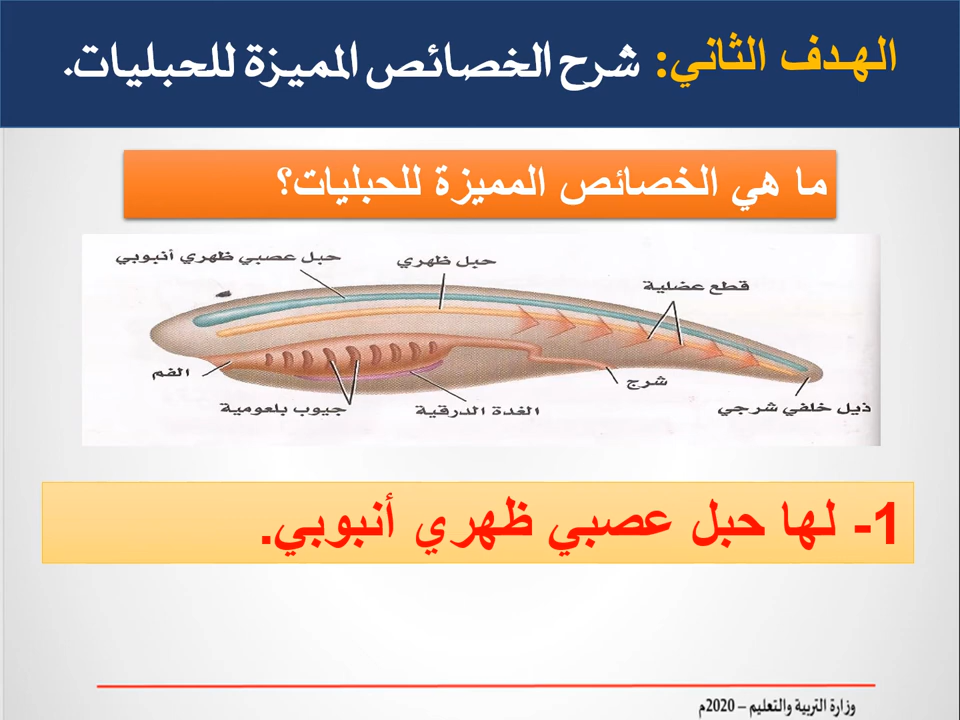 الهدف الثاني: شرح الخصائص المميزة للحبليات.
ما هي الخصائص المميزة للحبليات؟
حبل عصبي ظهري أنبوبي
حبل ظهري
قطع عضلية
الفم
جيوب بلعومية
الغدة الدرقية
شرج
ذيل خلفي شرجي
1- لها حبل عصبي ظهري أنبوبي.
وزارة التربية والتعليم – 2020م